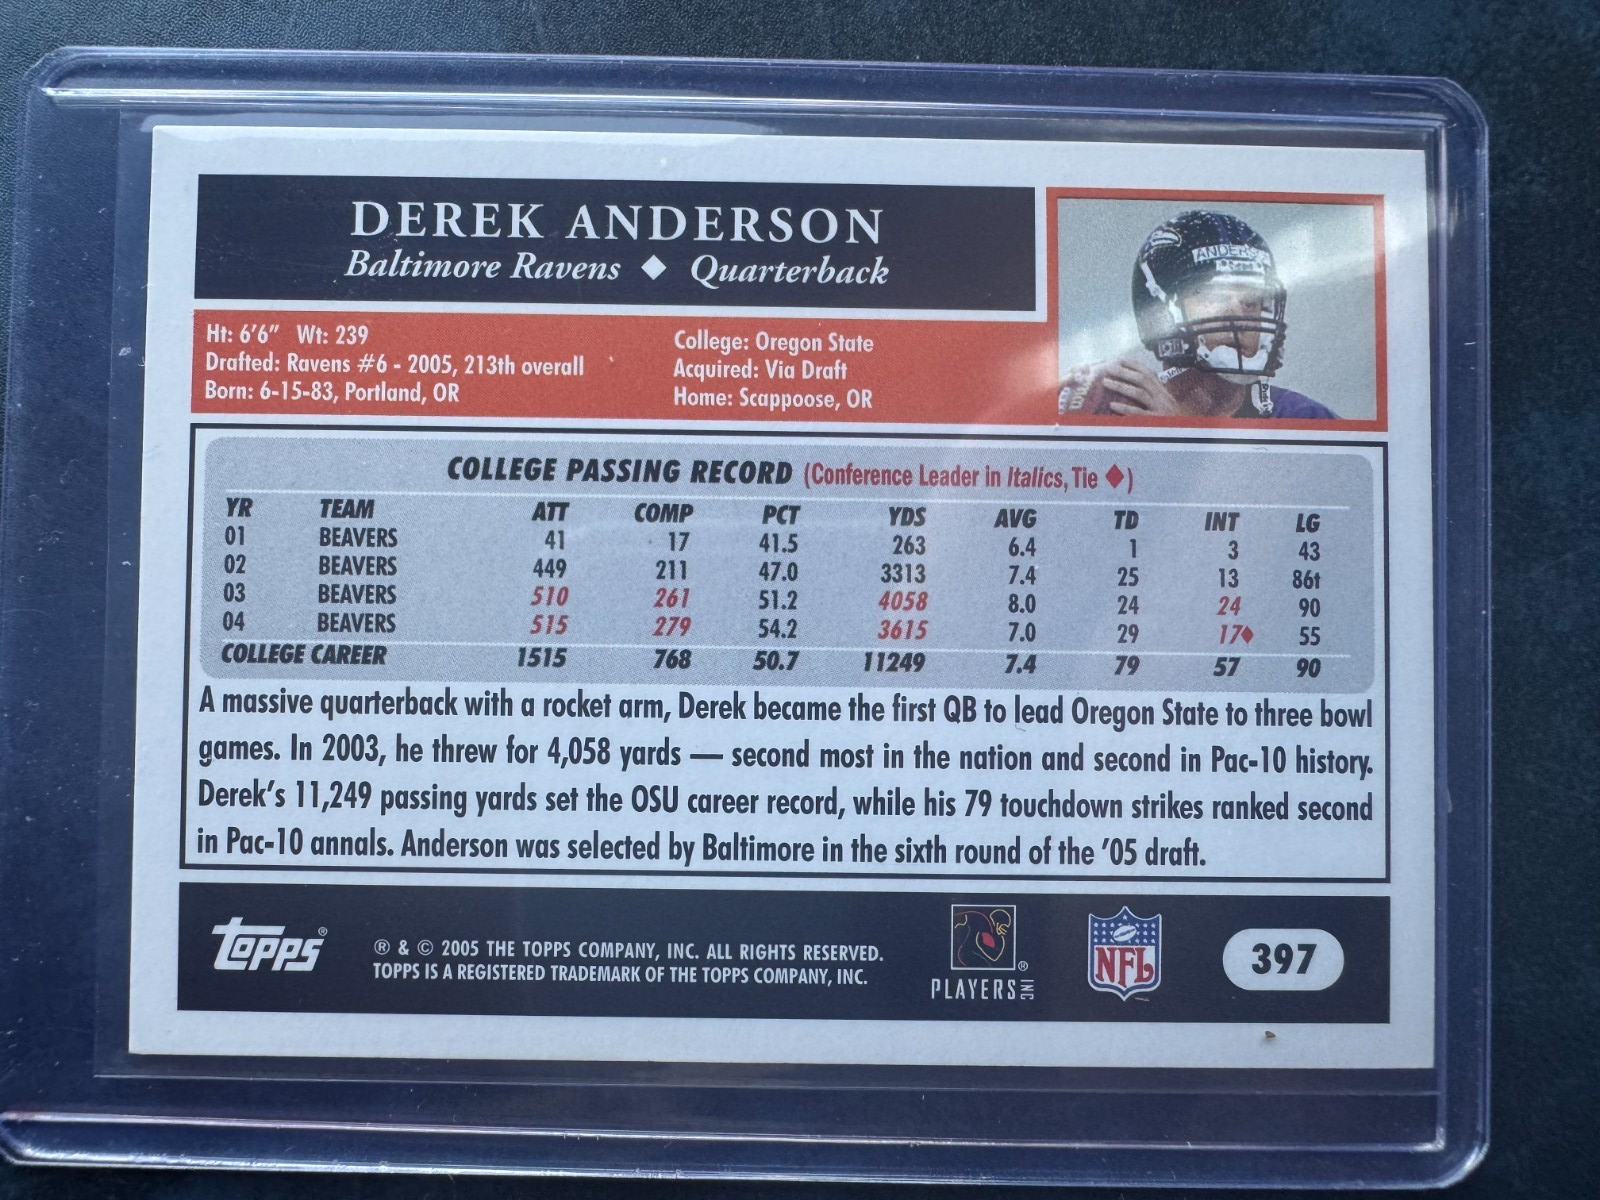 DEREK ANDERSON
Baltimore Ravens ◆ Quarterback
ANDERSON
Ht: 6'6" Wt: 239
Drafted: Ravens #6 - 2005, 213th overall
Born: 6-15-83, Portland, OR
College: Oregon State
Acquired: Via Draft
Home: Scappoose, OR
COLLEGE PASSING RECORD (Conference Leader in Italics, Tie ♦)
YR TEAM ATT COMP PCT YDS AVG TD INT LG
01 BEAVERS 41 17 41.5 263 6.4 1 3 43
02 BEAVERS 449 211 47.0 3313 7.4 25 13 86t
03 BEAVERS 510 261 51.2 4058 8.0 24 24 90
04 BEAVERS 515 279 54.2 3615 7.0 29 17♦ 55
COLLEGE CAREER 1515 768 50.7 11249 7.4 79 57 90
A massive quarterback with a rocket arm, Derek became the first QB to lead Oregon State to three bowl
games. In 2003, he threw for 4,058 yards — second most in the nation and second in Pac-10 history.
Derek's 11,249 passing yards set the OSU career record, while his 79 touchdown strikes ranked second
in Pac-10 annals. Anderson was selected by Baltimore in the sixth round of the '05 draft.
topps®
® & © 2005 THE TOPPS COMPANY, INC. ALL RIGHTS RESERVED.
TOPPS IS A REGISTERED TRADEMARK OF THE TOPPS COMPANY, INC.
®
PLAYERS INC
NFL
397